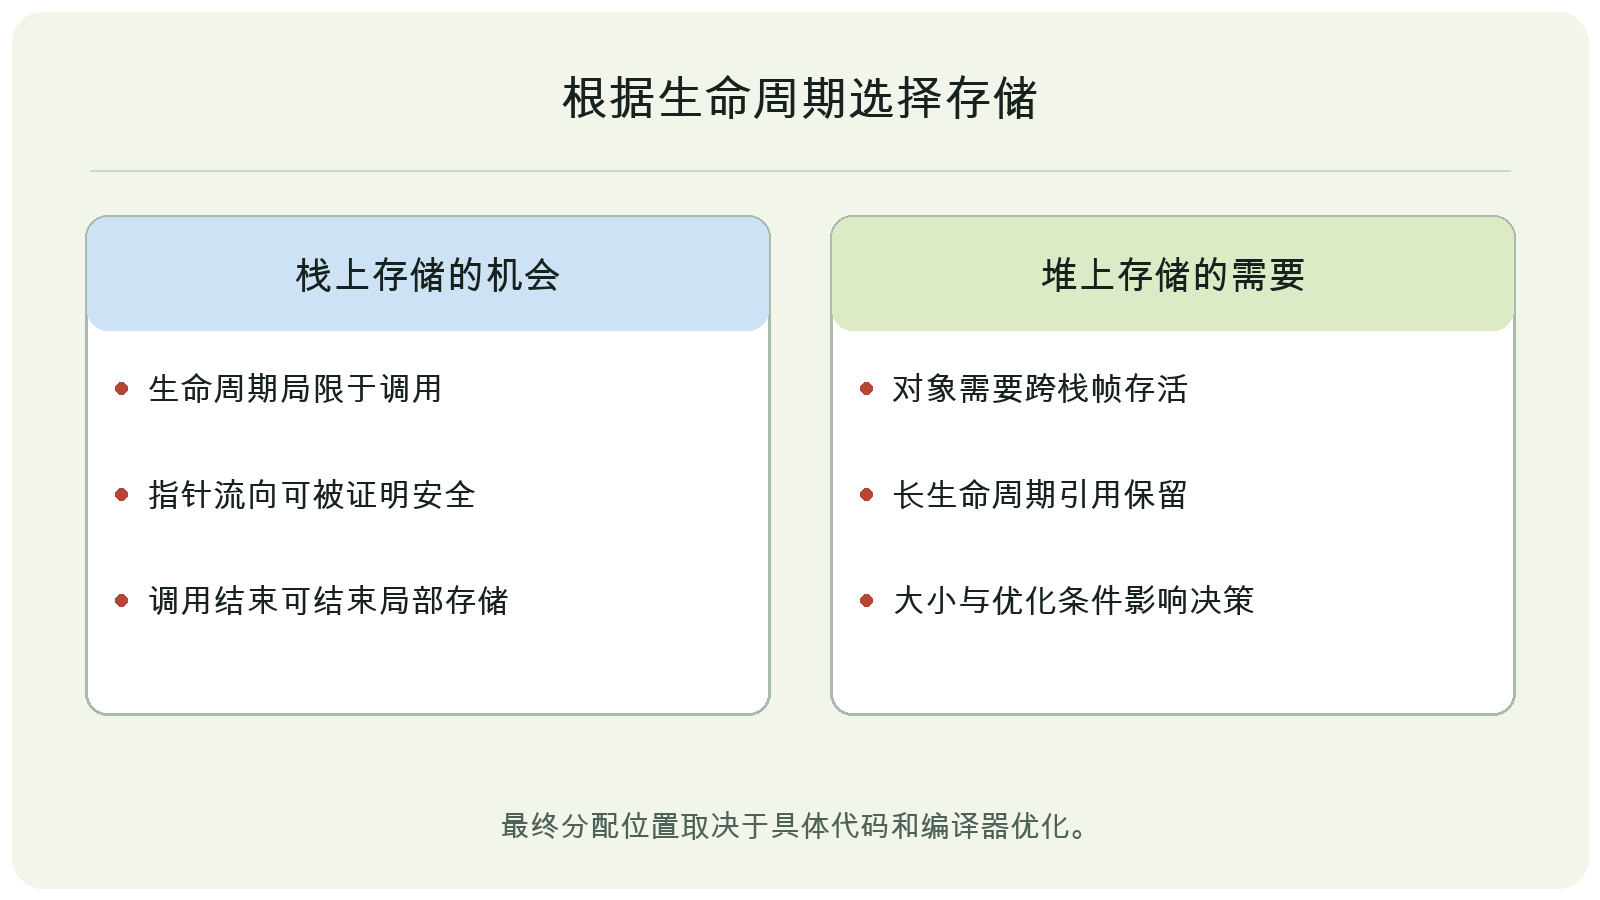 根据生命周期选择存储
栈上存储的机会
生命周期局限于调用
指针流向可被证明安全
调用结束可结束局部存储
堆上存储的需要
对象需要跨栈帧存活
长生命周期引用保留
大小与优化条件影响决策
最终分配位置取决于具体代码和编译器优化。